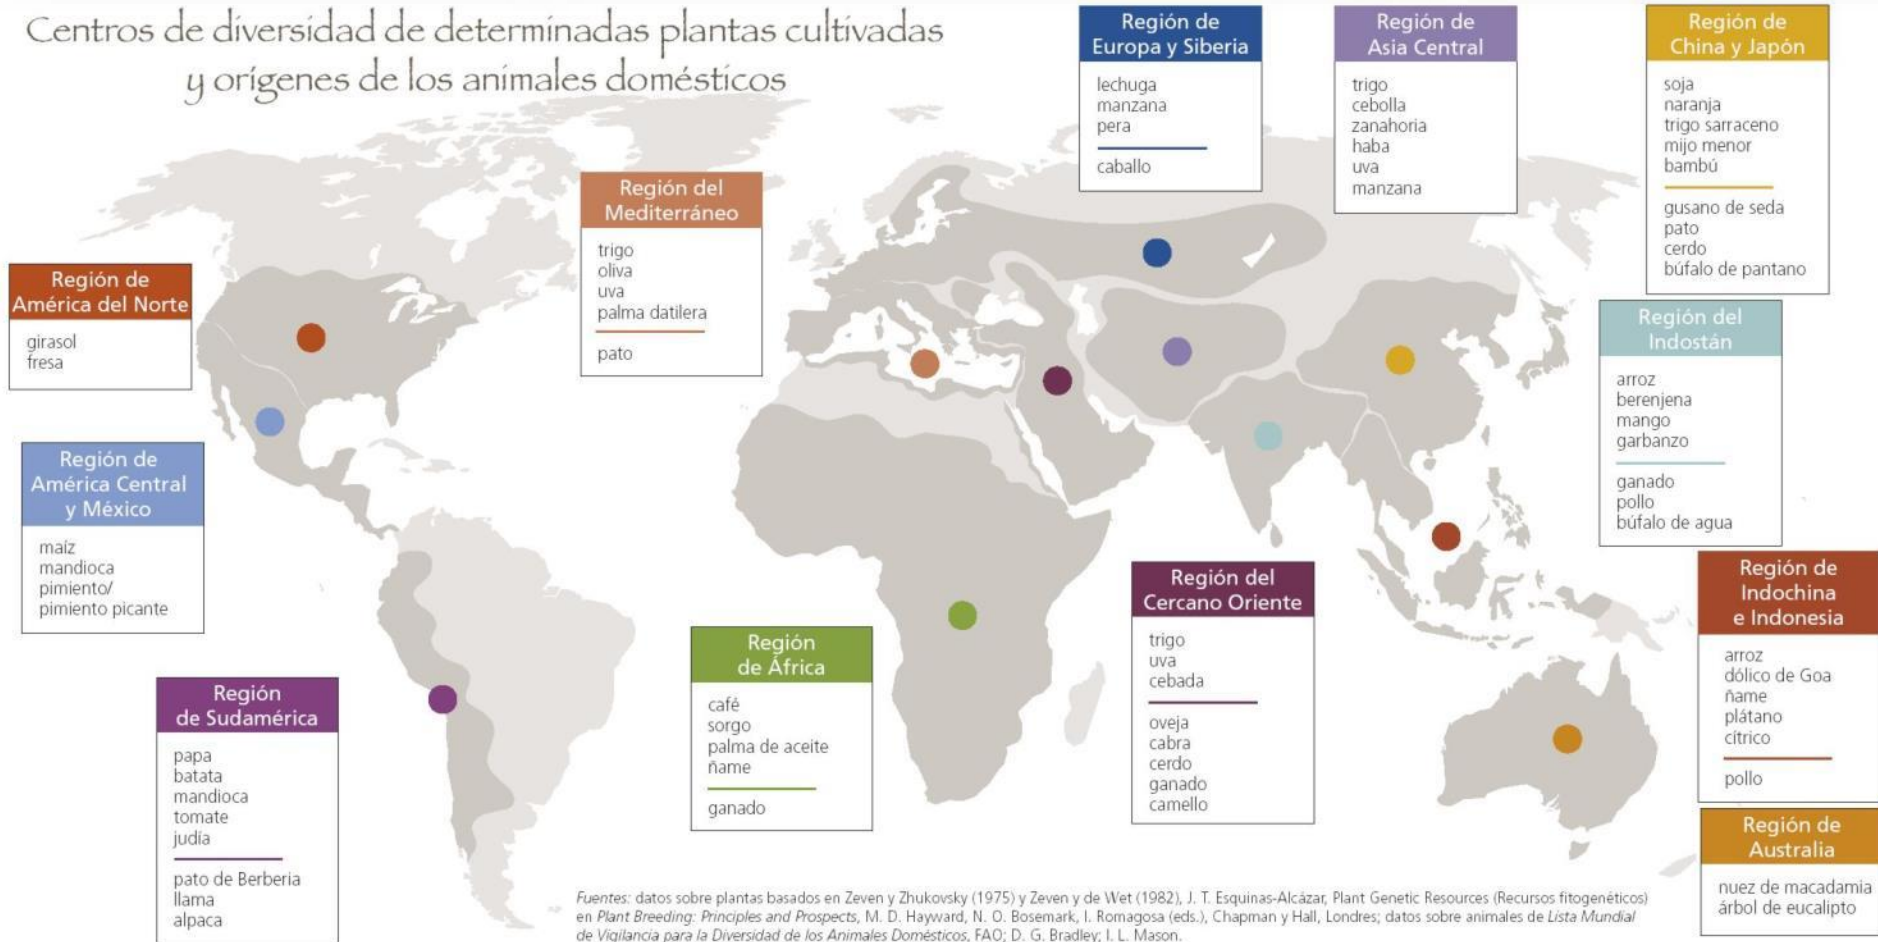 Centros de diversidad de determinadas plantas cultivadas
y orígenes de los animales domésticos
Región de
Europa y Siberia
lechuga
manzana
pera
caballo
Región de
Asia Central
trigo
cebolla
zanahoria
haba
uva
manzana
Región de
China y Japón
soja
naranja
trigo sarraceno
mijo menor
bambú
gusano de seda
pato
cerdo
búfalo de pantano
Región del
Mediterráneo
trigo
oliva
uva
palma datilera
pato
Región de
América del Norte
girasol
fresa
Región del
Indostán
arroz
berenjena
mango
garbanzo
ganado
pollo
búfalo de agua
Región de
América Central
y México
maíz
mandioca
pimiento/
pimiento picante
Región de
Indochina
e Indonesia
arroz
dólico de Goa
ñame
plátano
cítrico
pollo
Región del
Cercano Oriente
trigo
uva
cebada
oveja
cabra
cerdo
ganado
camello
Región
de África
café
sorgo
palma de aceite
ñame
ganado
Región
de Sudamérica
papa
batata
mandioca
tomate
judía
pato de Berberia
llama
alpaca
Región de
Australia
nuez de macadamia
árbol de eucalipto
Fuentes: datos sobre plantas basados en Zeven y Zhukovsky (1975) y Zeven y de Wet (1982), J. T. Esquinas-Alcázar, Plant Genetic Resources (Recursos fitogenéticos)
en Plant Breeding: Principles and Prospects, M. D. Hayward, N. O. Bosemark, I. Romagosa (eds.), Chapman y Hall, Londres; datos sobre animales de Lista Mundial
de Vigilancia para la Diversidad de los Animales Domésticos, FAO; D. G. Bradley; I. L. Mason.